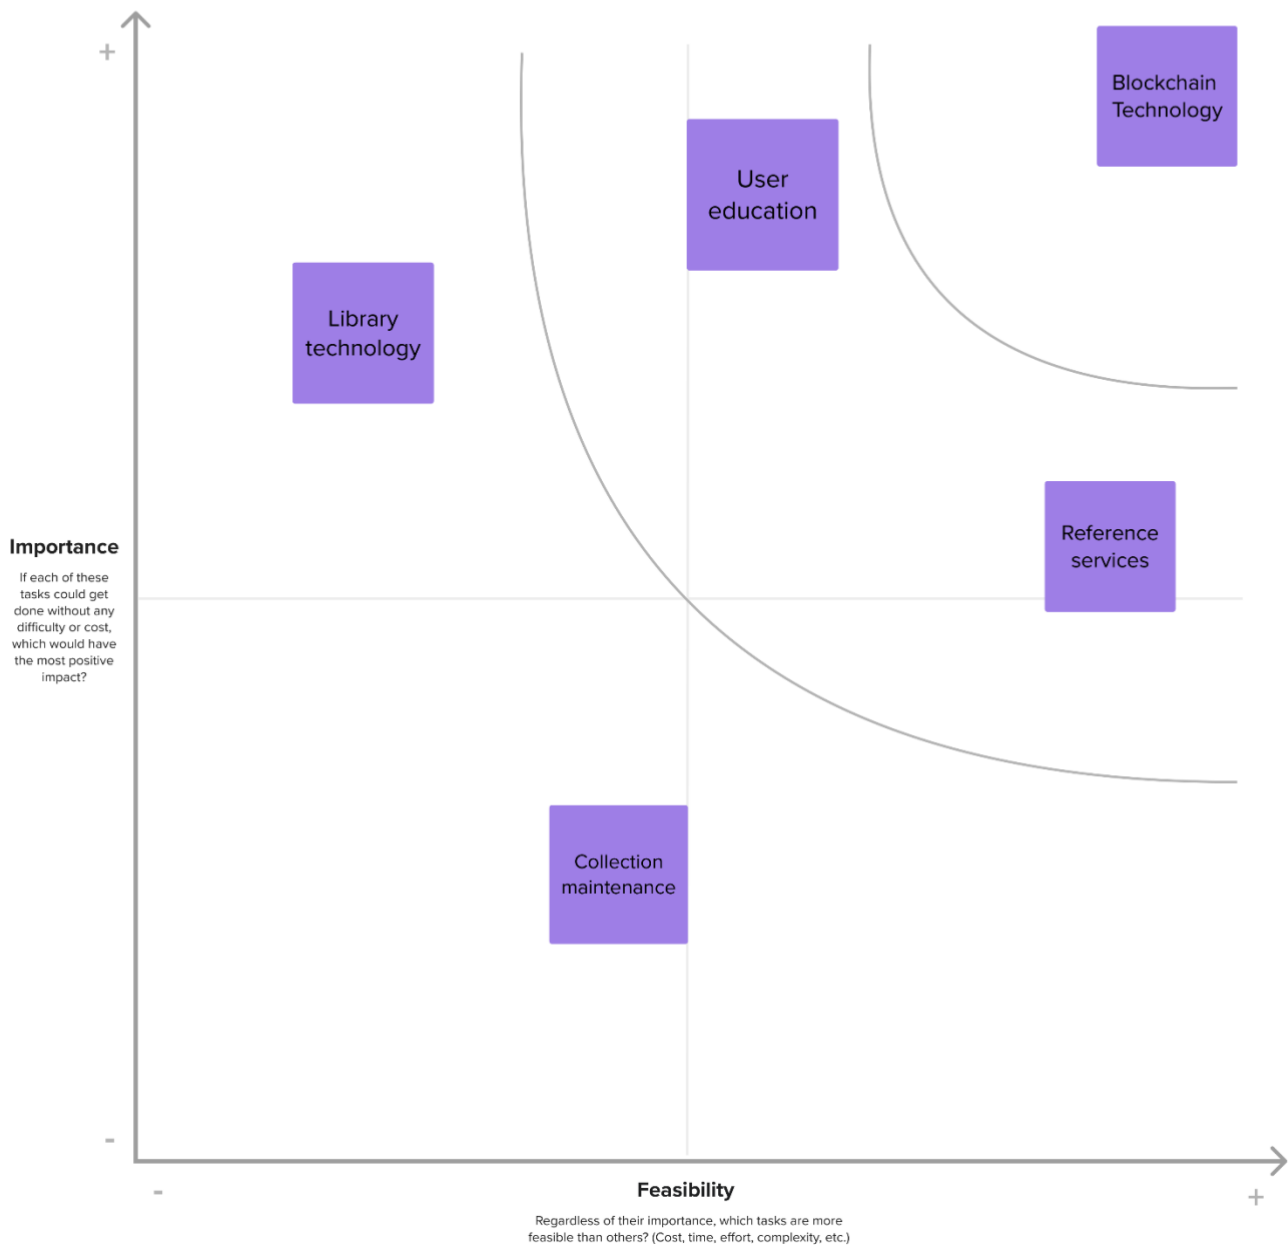 +
Blockchain
Technology
User
education
Library
technology
Reference
services
Importance
If each of these
tasks could get
done without any
difficulty or cost,
which would have
the most positive
impact?
Collection
maintenance
-
-
Feasibility
+
Regardless of their importance, which tasks are more
feasible than others? (Cost, time, effort, complexity, etc.)